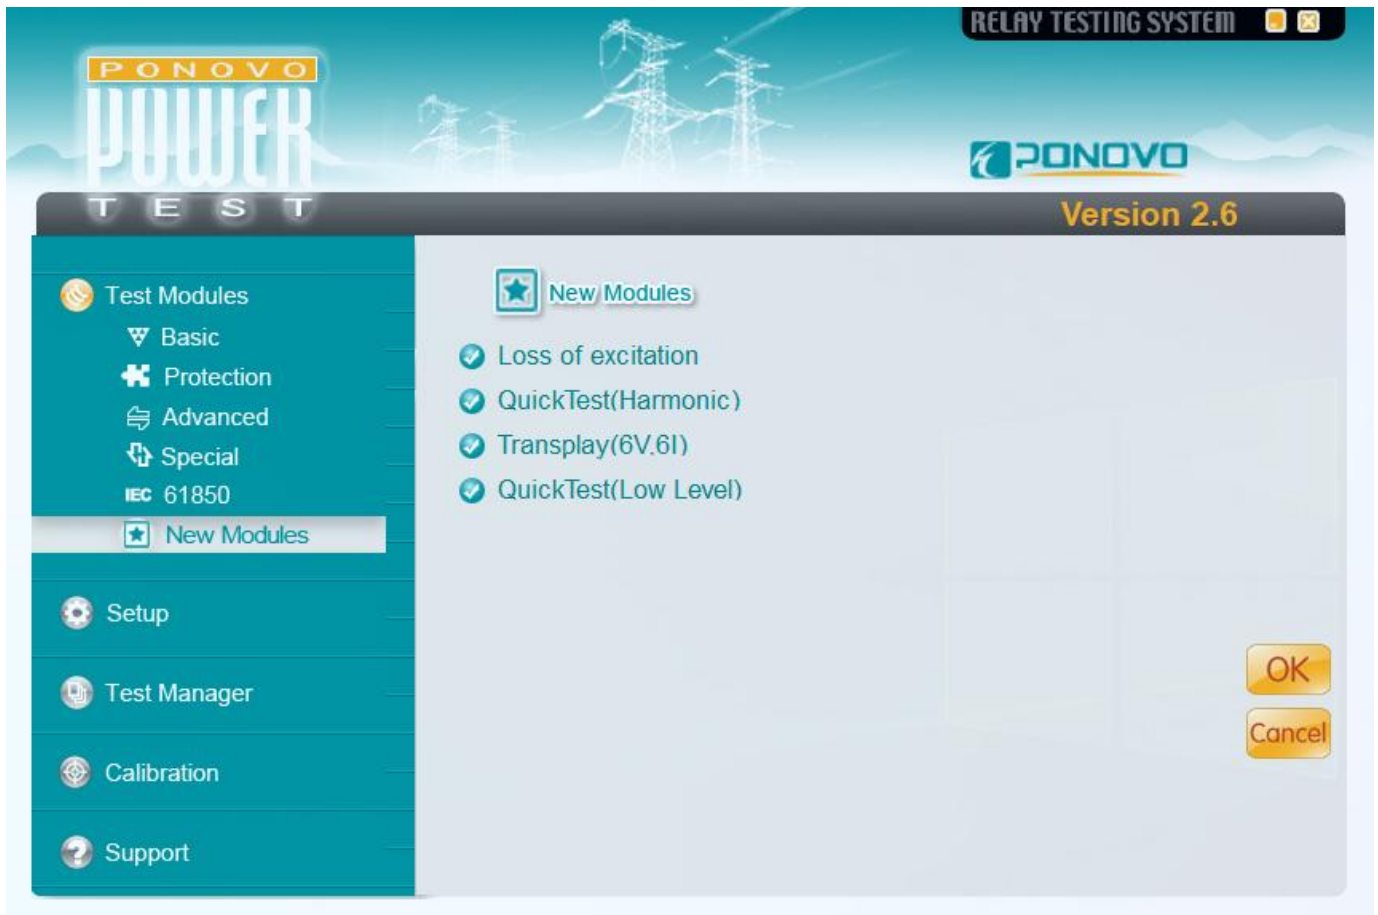 RELAY TESTING SYSTEM
PONOVO
POWER
TEST
PONOVO
Version 2.6
Test Modules
Basic
Protection
Advanced
Special
IEC 61850
New Modules
Setup
Test Manager
Calibration
Support
New Modules
Loss of excitation
QuickTest(Harmonic)
Transplay(6V,6I)
QuickTest(Low Level)
OK
Cancel